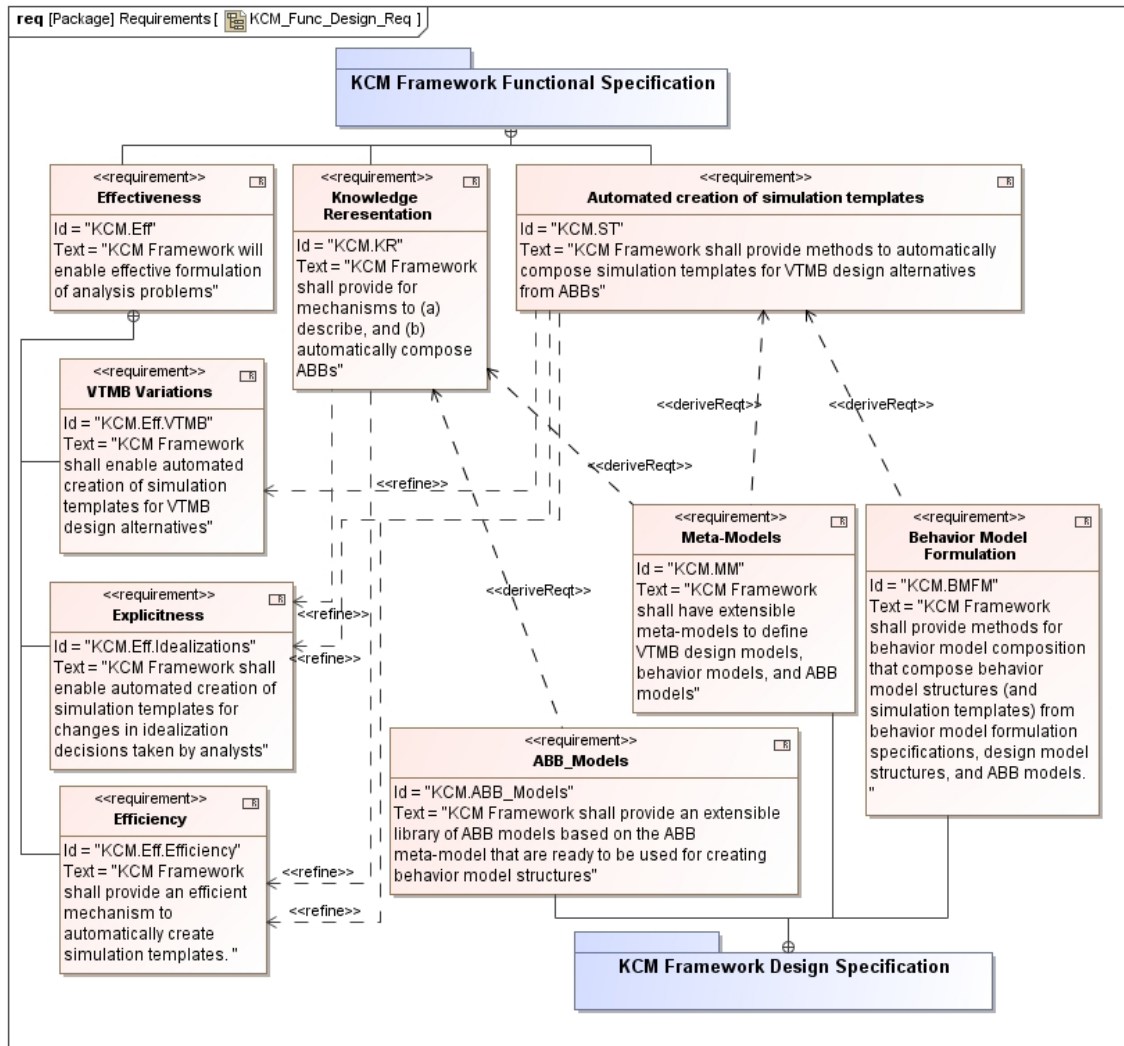 req [Package] Requirements [ KCM_Func_Design_Req ]
KCM Framework Functional Specification
<<requirement>>
Effectiveness
Id = "KCM.Eff"
Text = "KCM Framework will
enable effective formulation
of analysis problems"
<<requirement>>
Knowledge
Reresentation
Id = "KCM.KR"
Text = "KCM Framework
shall provide for
mechanisms to (a)
describe, and (b)
automatically compose
ABBs"
<<requirement>>
Automated creation of simulation templates
Id = "KCM.ST"
Text = "KCM Framework shall provide methods to automatically
compose simulation templates for VTMB design alternatives
from ABBs"
<<requirement>>
VTMB Variations
Id = "KCM.Eff.VTMB"
Text = "KCM Framework
shall enable automated
creation of simulation
templates for VTMB
design alternatives"
<<deriveReqt>>
<<deriveReqt>>
<<deriveReqt>>
<<refine>>
<<requirement>>
Meta-Models
Id = "KCM.MM"
Text = "KCM Framework
shall have extensible
meta-models to define
VTMB design models,
behavior models, and ABB
models"
<<requirement>>
Behavior Model
Formulation
Id = "KCM.BMFM"
Text = "KCM Framework
shall provide methods for
behavior model composition
that compose behavior
model structures (and
simulation templates) from
behavior model formulation
specifications, design model
structures, and ABB models.
"
<<requirement>>
Explicitness
Id = "KCM.Eff.Idealizations"
Text = "KCM Framework shall
enable automated creation of
simulation templates for
changes in idealization
decisions taken by analysts"
<<deriveReqt>>
<<refine>>
<<refine>>
<<requirement>>
ABB_Models
Id = "KCM.ABB_Models"
Text = "KCM Framework shall provide an extensible
library of ABB models based on the ABB
meta-model that are ready to be used for creating
behavior model structures"
<<requirement>>
Efficiency
Id = "KCM.Eff.Efficiency"
Text = "KCM Framework
shall provide an efficient
mechanism to
automatically create
simulation templates. "
<<refine>>
<<refine>>
KCM Framework Design Specification